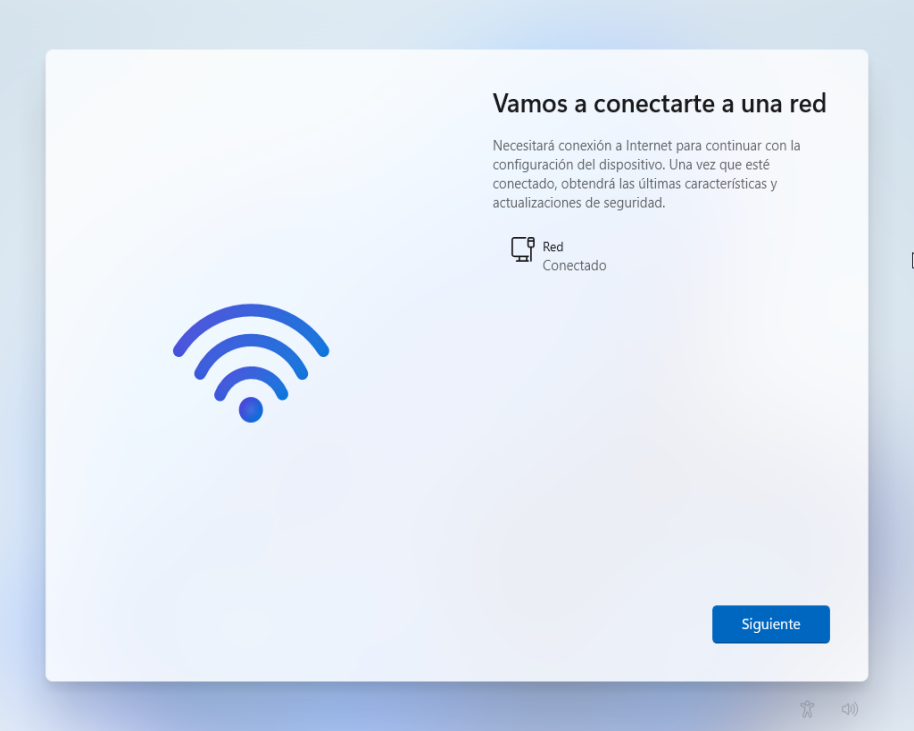 Vamos a conectarte a una red
Necesitará conexión a Internet para continuar con la
configuración del dispositivo. Una vez que esté
conectado, obtendrá las últimas características y
actualizaciones de seguridad.
Red
Conectado
Siguiente